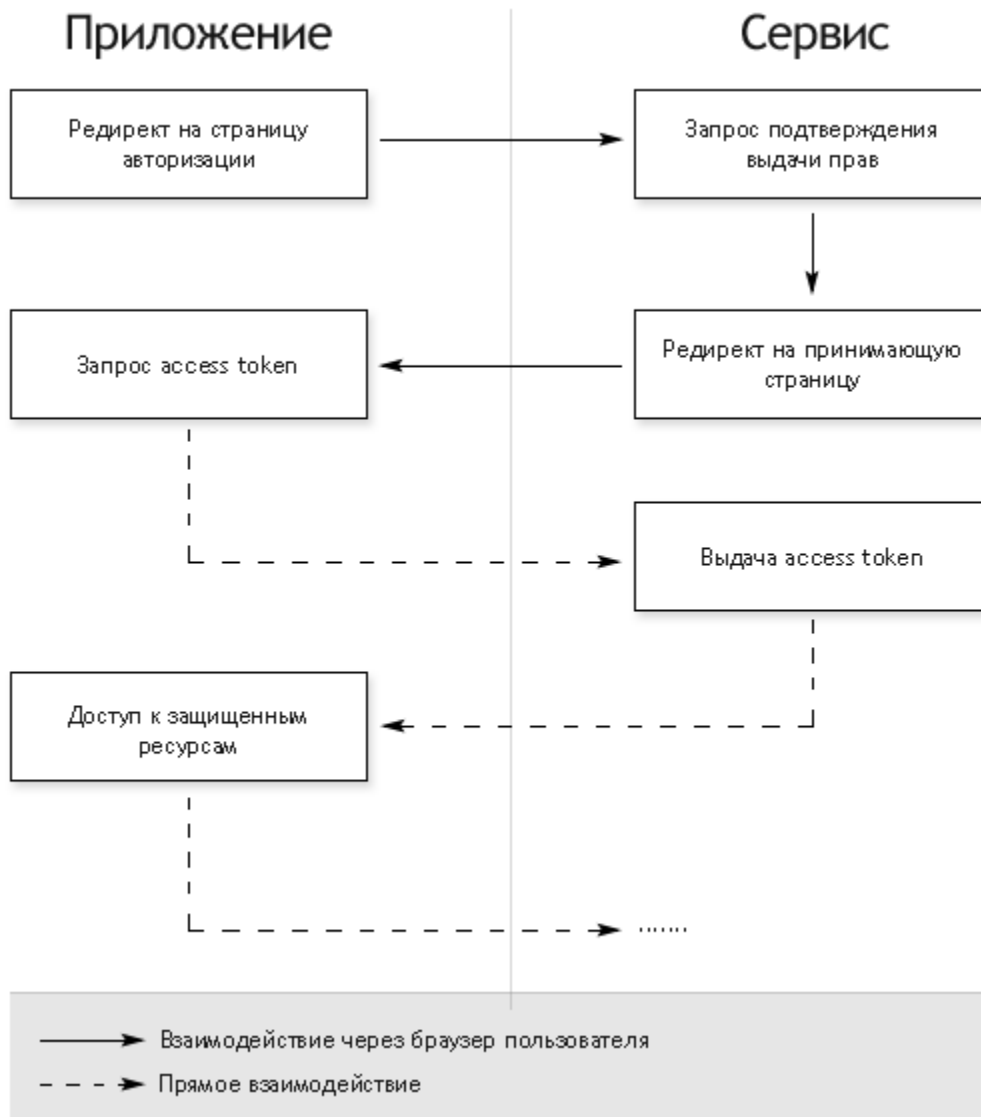 Приложение
Сервис
Редирект на страницу
авторизации
Запрос подтверждения
выдачи прав
Запрос access token
Редирект на принимающую
страницу
Выдача access token
Доступ к защищенным
ресурсам
.......
Взаимодействие через браузер пользователя
Прямое взаимодействие